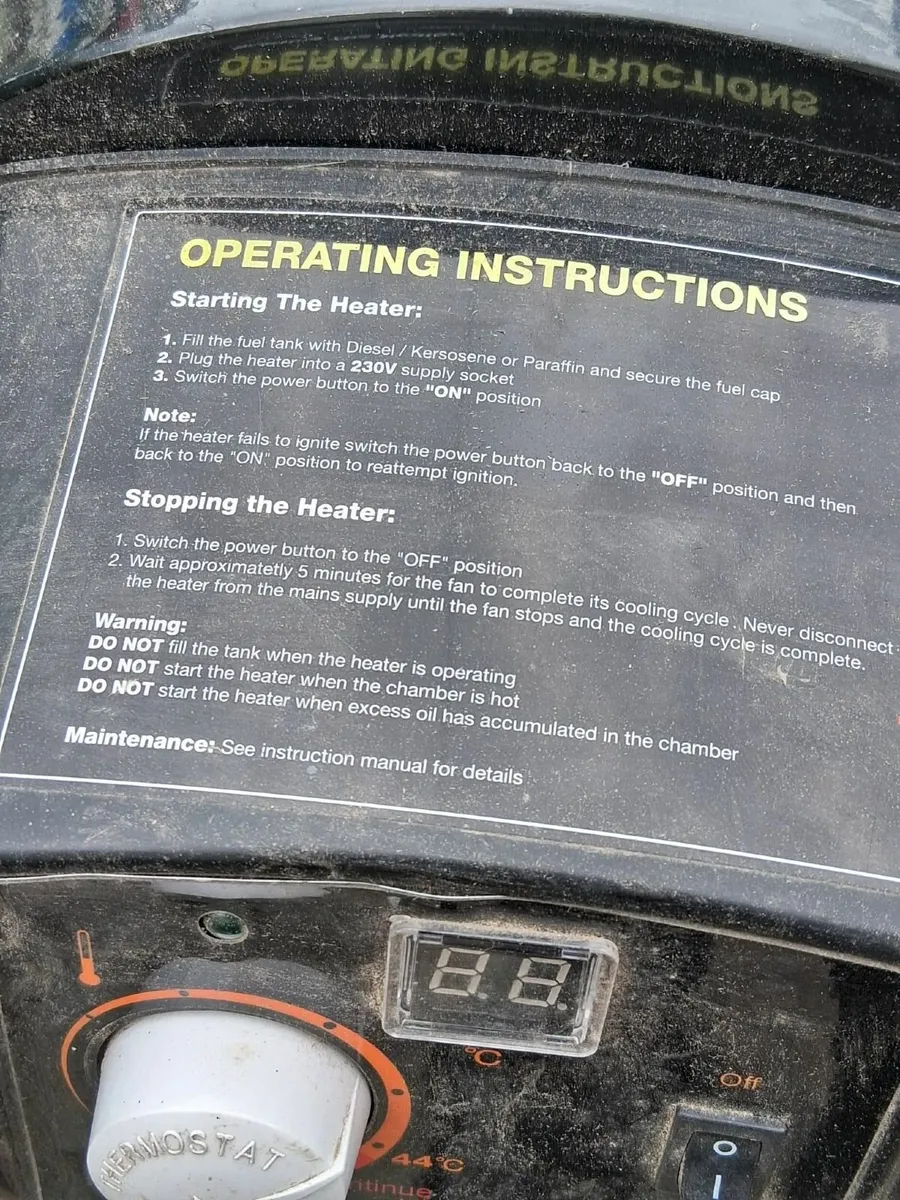 OPERATING INSTRUCTIONS
OPERATING INSTRUCTIONS
Starting The Heater:
1. Fill the fuel tank with Diesel / Kersosene or Paraffin and secure the fuel cap
2. Plug the heater into a 230V supply socket
3. Switch the power button to the "ON" position
Note:
If the heater fails to ignite switch the power button back to the "OFF" position and then
back to the "ON" position to reattempt ignition.
Stopping the Heater:
1. Switch the power button to the "OFF" position
2. Wait approximatetly 5 minutes for the fan to complete its cooling cycle. Never disconnect
the heater from the mains supply until the fan stops and the cooling cycle is complete.
Warning:
DO NOT fill the tank when the heater is operating
DO NOT start the heater when the chamber is hot
DO NOT start the heater when excess oil has accumulated in the chamber
Maintenance: See instruction manual for details
°C
Off
THERMOSTAT
44°C